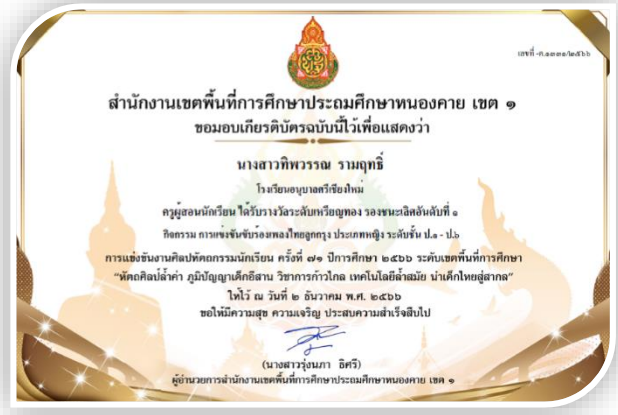 เลขที่ -ศ.๑๓๓๑/๒๕๖๖
สำนักงานเขตพื้นที่การศึกษาประถมศึกษาหนองคาย เขต ๑
ขอมอบเกียรติบัตรฉบับนี้ไว้เพื่อแสดงว่า
นางสาวทิพวรรณ รามฤทธิ์
โรงเรียนอนุบาลศรีเชียงใหม่
ครูผู้สอนนักเรียน ได้รับรางวัลระดับเหรียญทอง รองชนะเลิศอันดับที่ ๑
กิจกรรม การแข่งขันขับร้องเพลงไทยลูกกรุง ประเภทหญิง ระดับชั้น ป.๑ - ป.๖
การแข่งขันงานศิลปหัตถกรรมนักเรียน ครั้งที่ ๗๑ ปีการศึกษา ๒๕๖๖ ระดับเขตพื้นที่การศึกษา
“หัตถศิลป์ล้ำค่า ภูมิปัญญาเด็กอีสาน วิชาการก้าวไกล เทคโนโลยีล้ำสมัย นำเด็กไทยสู่สากล”
ให้ไว้ ณ วันที่ ๒ ธันวาคม พ.ศ. ๒๕๖๖
ขอให้มีความสุข ความเจริญ ประสบความสำเร็จสืบไป
(นางสาวรุ่งนภา ธิศรี)
ผู้อำนวยการสำนักงานเขตพื้นที่การศึกษาประถมศึกษาหนองคาย เขต ๑